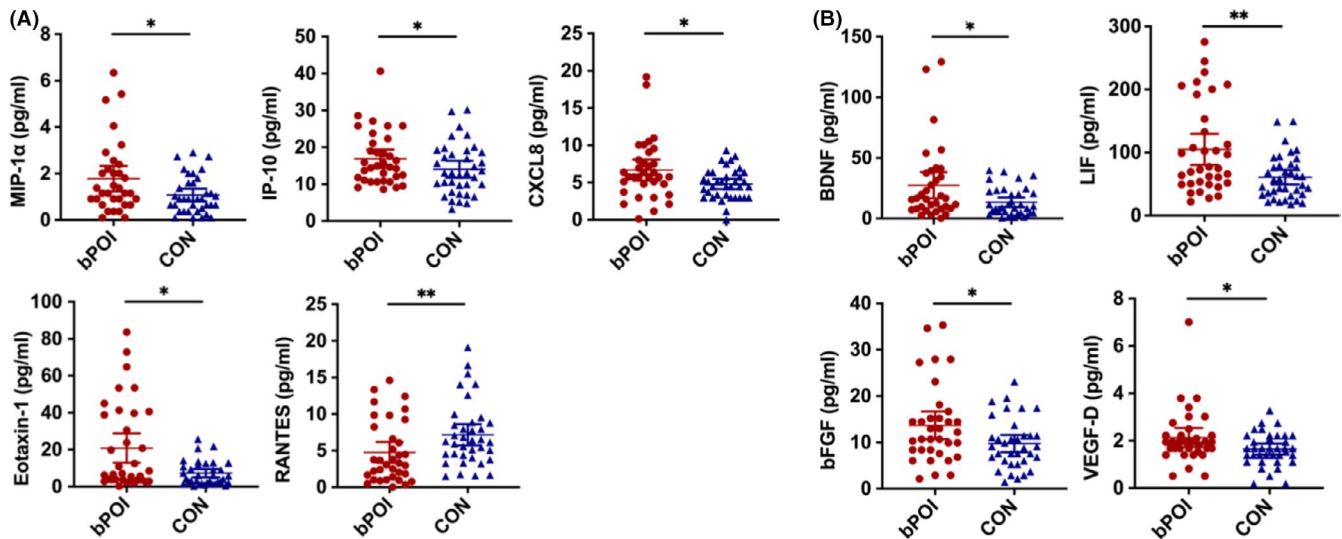 (A)
*
MIP-1α (pg/ml)
8
6
4
2
0
bPOI
CON
*
IP-10 (pg/ml)
50
40
30
20
10
0
bPOI
CON
*
CXCL8 (pg/ml)
25
20
15
10
5
0
bPOI
CON
*
Eotaxin-1 (pg/ml)
100
80
60
40
20
0
bPOI
CON
**
RANTES (pg/ml)
25
20
15
10
5
0
bPOI
CON
(B)
*
BDNF (pg/ml)
150
100
50
0
bPOI
CON
**
LIF (pg/ml)
300
200
100
0
bPOI
CON
*
bFGF (pg/ml)
40
30
20
10
0
bPOI
CON
*
VEGF-D (pg/ml)
8
6
4
2
0
bPOI
CON